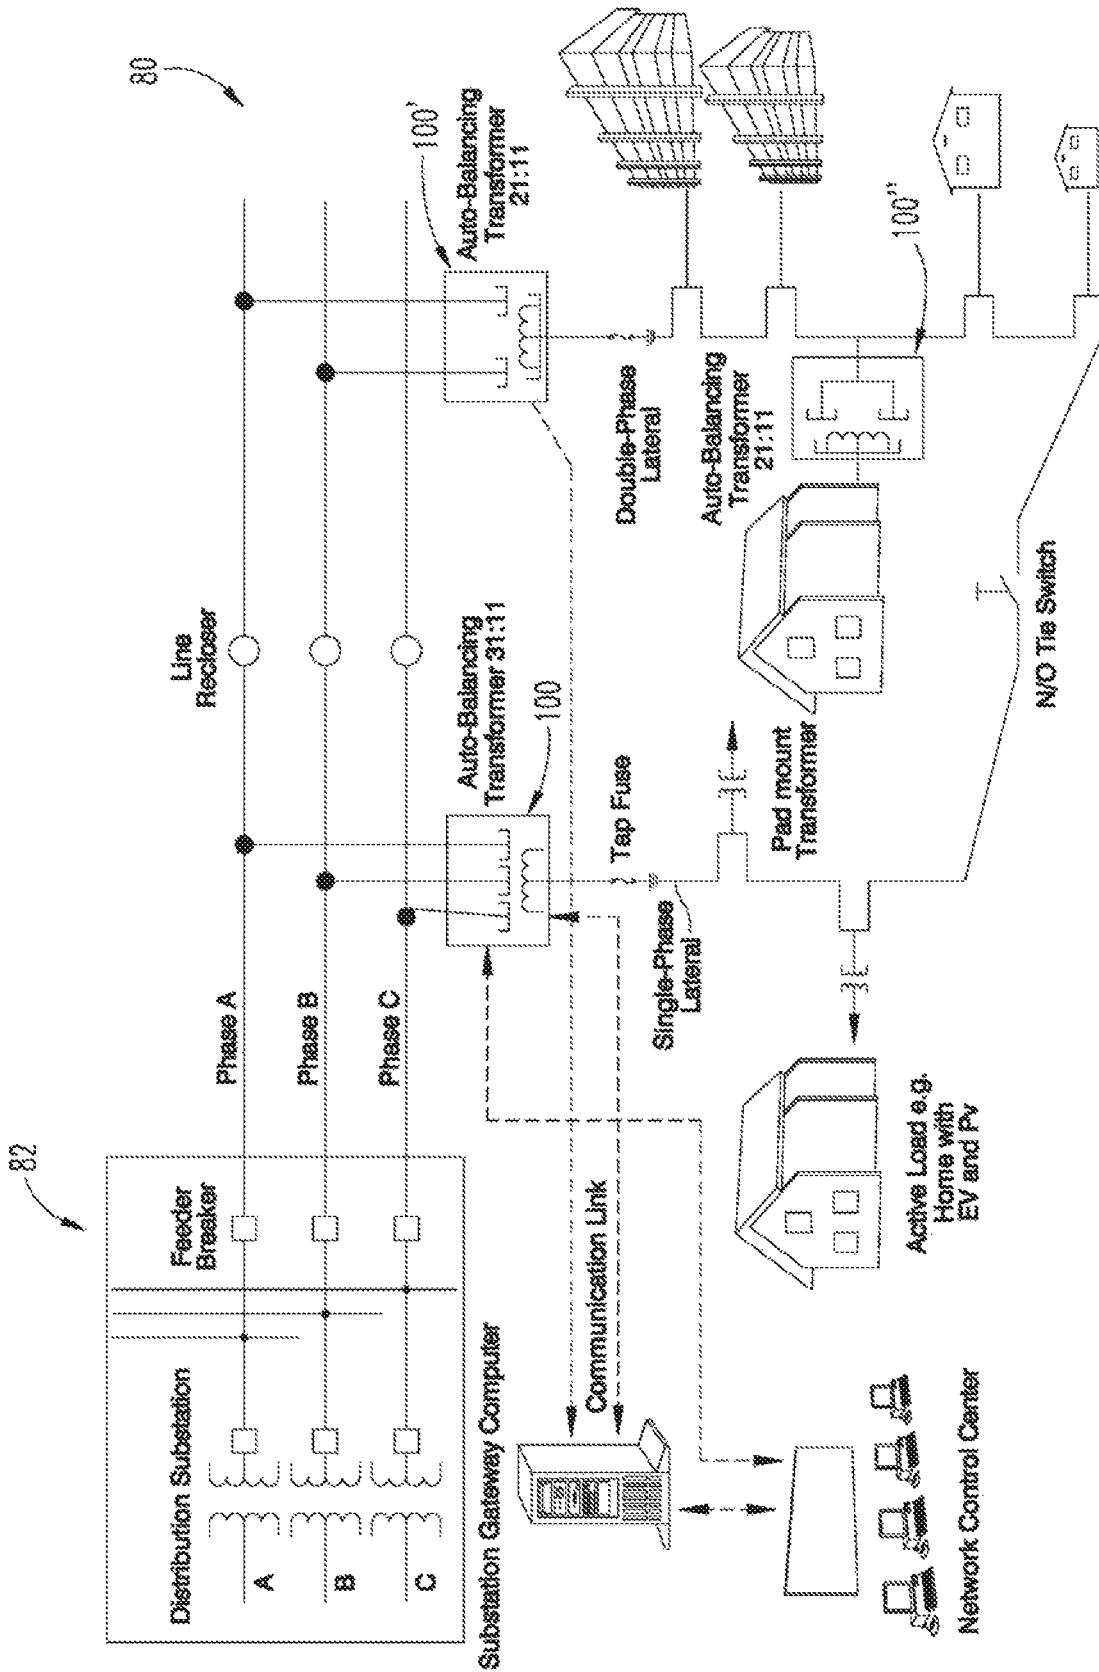 80
82
Distribution Substation
A
B
C
Feeder
Breaker
Phase A
Phase B
Phase C
Line
Recloser
Auto-Balancing
Transformer 31:11
100
Auto-Balancing
Transformer
21:11
100'
Substation Gateway Computer
Communication Link
Tap Fuse
Single-Phase
Lateral
Double-Phase
Lateral
Auto-Balancing
Transformer
21:11
100''
Pad mount
Transformer
Active Load e.g.
Home with
EV and Pv
N/O Tie Switch
Network Control Center